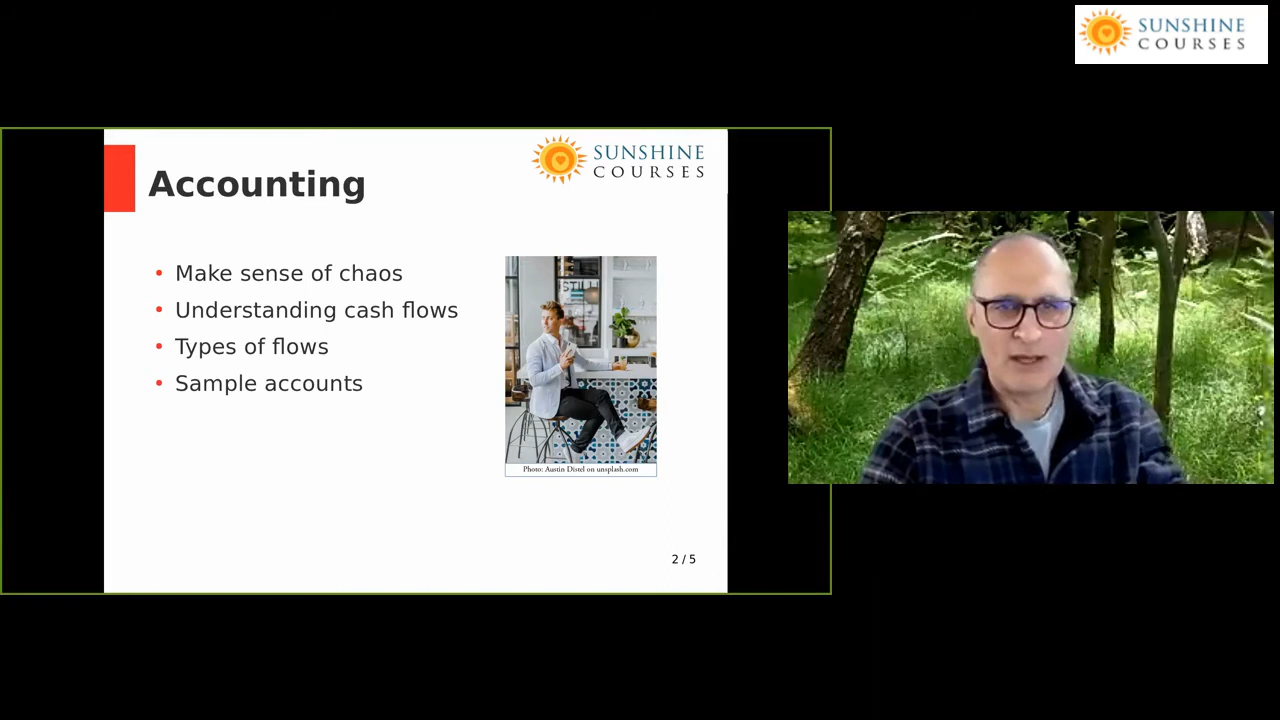 SUNSHINE
COURSES
SUNSHINE
COURSES
Accounting
• Make sense of chaos
• Understanding cash flows
• Types of flows
• Sample accounts
STILL
Photo: Austin Distel on unsplash.com
2 / 5